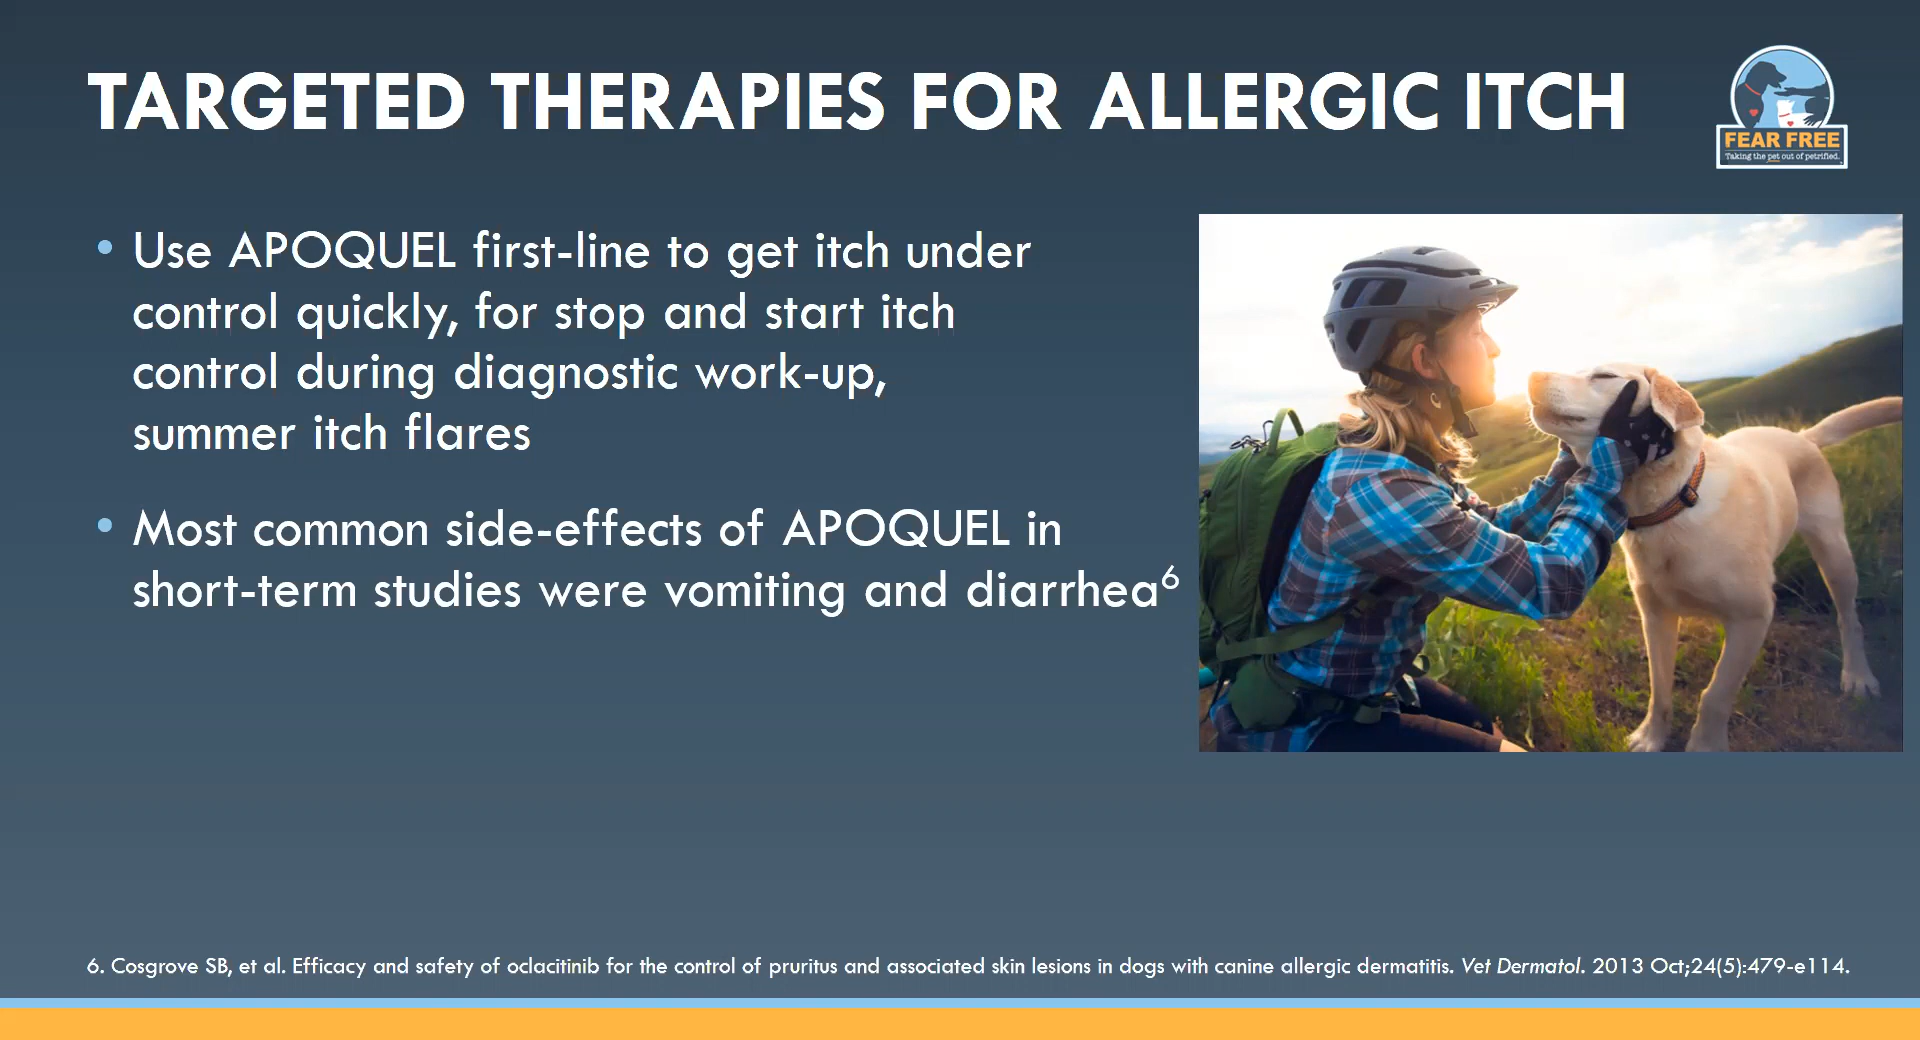 TARGETED THERAPIES FOR ALLERGIC ITCH
FEAR FREE
Taking the pet out of petrified.
• Use APOQUEL first-line to get itch under
control quickly, for stop and start itch
control during diagnostic work-up,
summer itch flares
• Most common side-effects of APOQUEL in
short-term studies were vomiting and diarrhea⁶
6. Cosgrove SB, et al. Efficacy and safety of oclacitinib for the control of pruritus and associated skin lesions in dogs with canine allergic dermatitis. Vet Dermatol. 2013 Oct;24(5):479-e114.